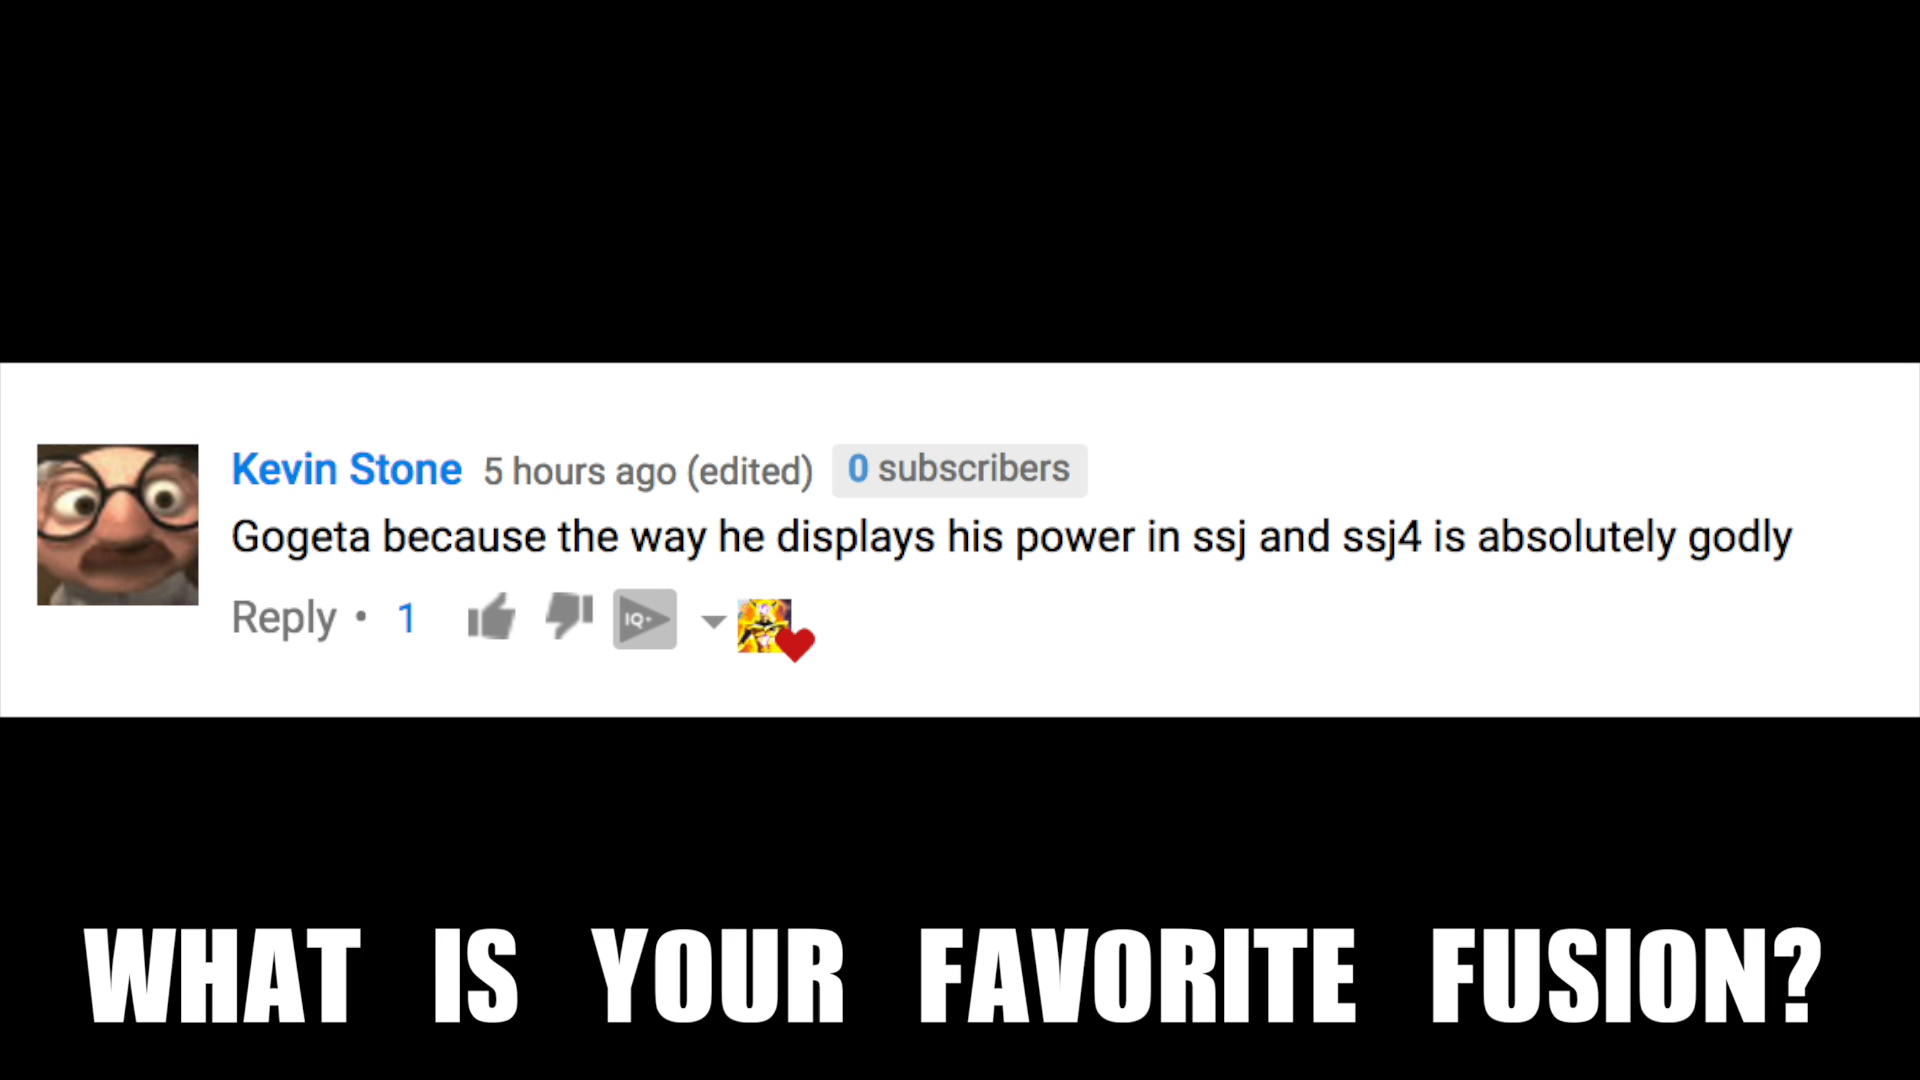 Kevin Stone 5 hours ago (edited) 0 subscribers
Gogeta because the way he displays his power in ssj and ssj4 is absolutely godly
Reply • 1 IQ+
WHAT IS YOUR FAVORITE FUSION?